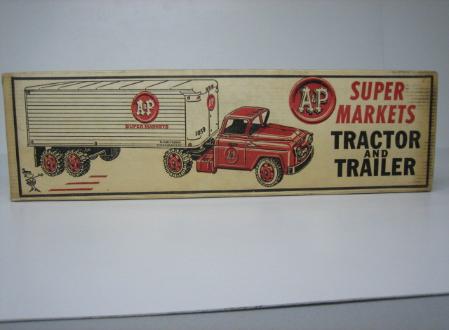 A&P
SUPER MARKETS
A&P
SUPER
MARKETS
TRACTOR
AND
TRAILER